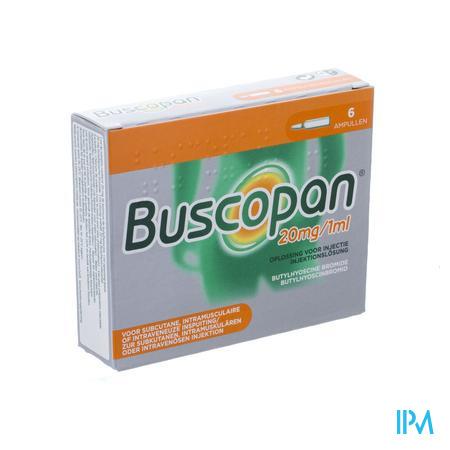 Buscopan
6
AMPULLEN
Buscopan®
20mg/1ml
OPLOSSING VOOR INJECTIE
INJEKTIONSLÖSUNG
BUTYLHYOSCINE BROMIDE
BUTYLHYOSCINBROMID
VOOR SUBCUTANE, INTRAMUSCULAIRE
OF INTRAVENEUZE INSPUITING/
ZUR SUBKUTANEN, INTRAMUSKULÄREN
ODER INTRAVENÖSEN INJEKTION
IPM